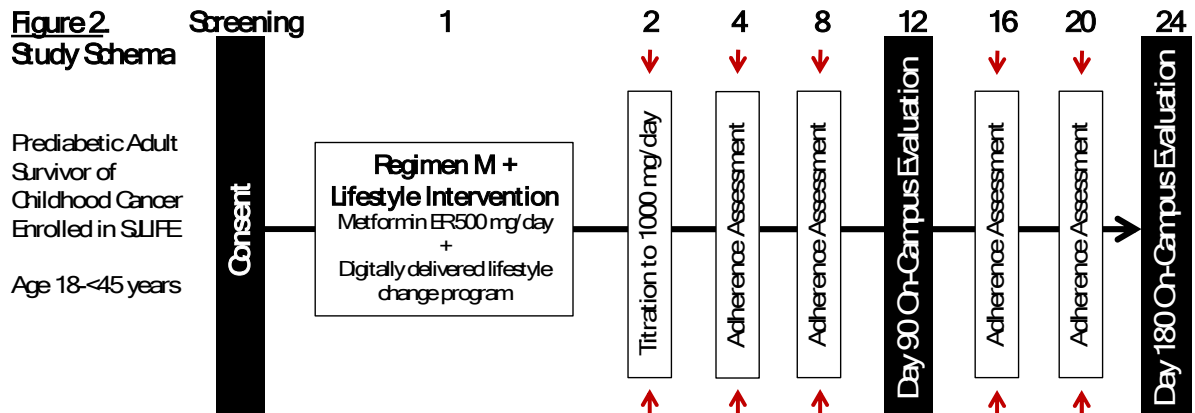 Figure 2. Screening 1 2 4 8 12 16 20 24
Study Schema
Prediabetic Adult
Survivor of
Childhood Cancer
Enrolled in SJLIFE
Age 18-<45 years
Consent
Regimen M +
Lifestyle Intervention
Metformin ER 500 mg/day
+
Digitally delivered lifestyle
change program
Titration to 1000 mg/day
Adherence Assessment
Adherence Assessment
Day 90 On-Campus Evaluation
Adherence Assessment
Adherence Assessment
Day 180 On-Campus Evaluation